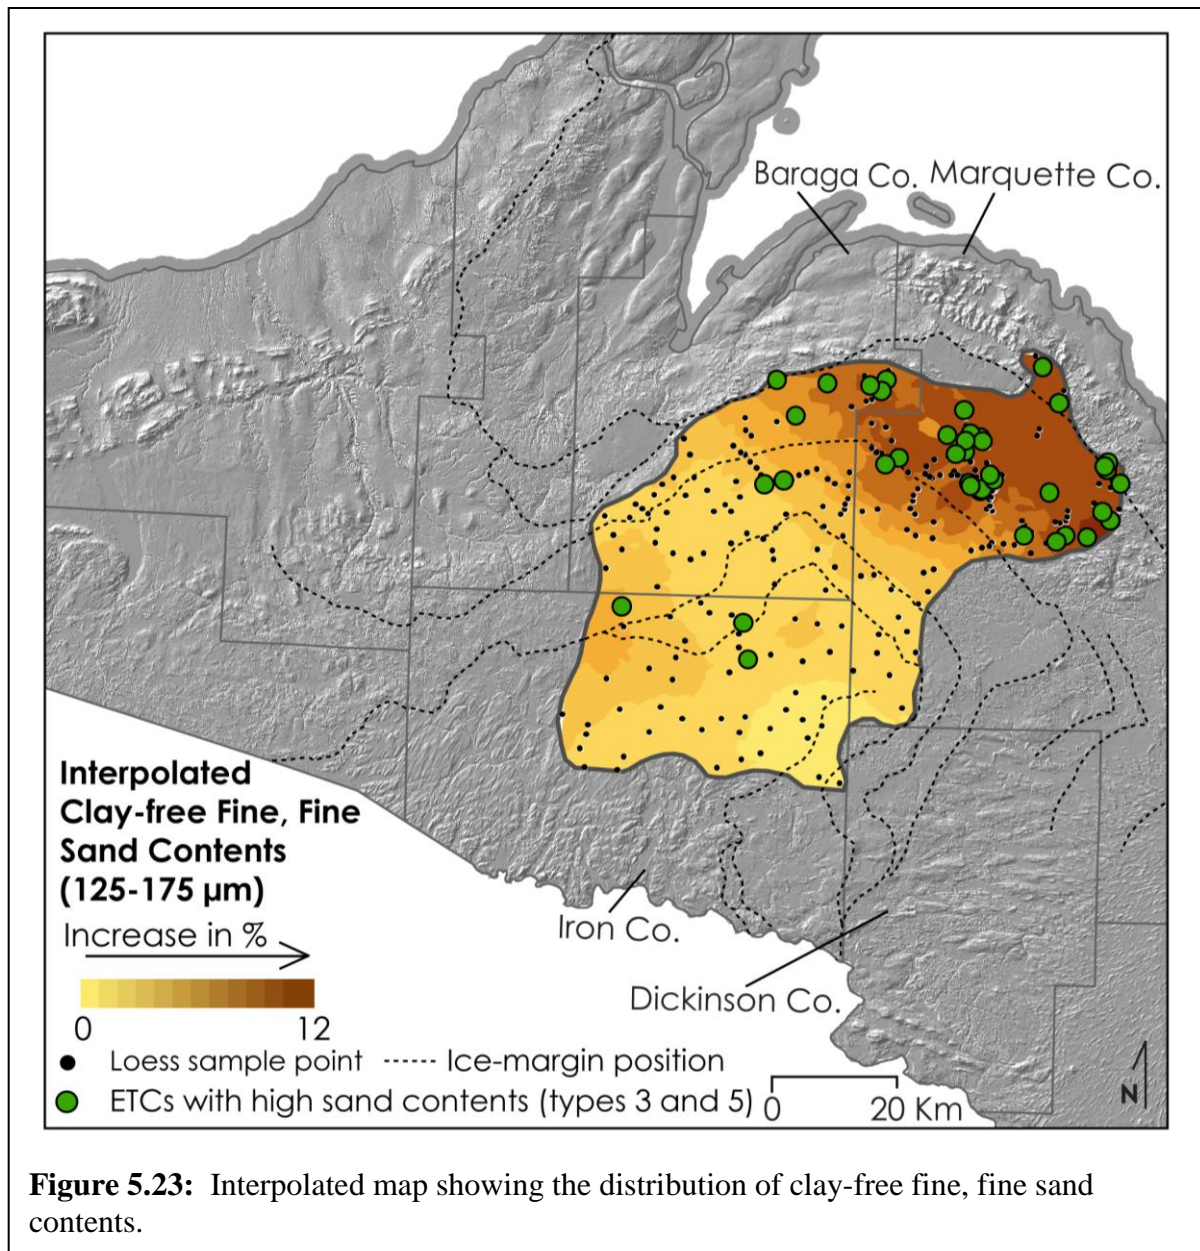 Baraga Co. Marquette Co.
Interpolated
Clay-free Fine, Fine
Sand Contents
(125-175 µm)
Increase in %
0 12
Iron Co.
Dickinson Co.
Loess sample point Ice-margin position
ETCs with high sand contents (types 3 and 5)
0 20 Km
N
Figure 5.23: Interpolated map showing the distribution of clay-free fine, fine sand
contents.